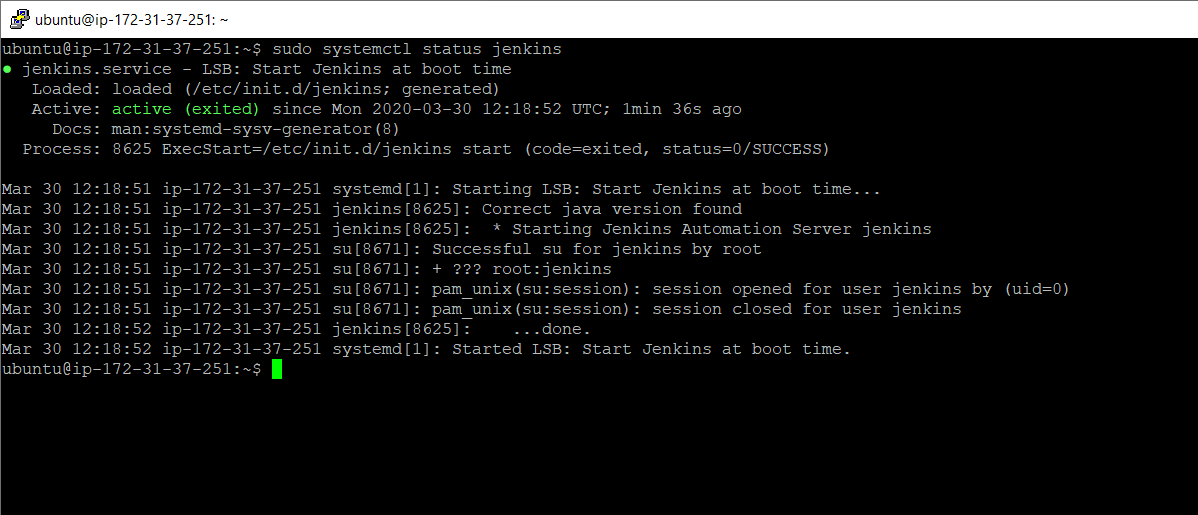 ubuntu@ip-172-31-37-251: ~
ubuntu@ip-172-31-37-251:~$ sudo systemctl status jenkins
● jenkins.service - LSB: Start Jenkins at boot time
   Loaded: loaded (/etc/init.d/jenkins; generated)
   Active: active (exited) since Mon 2020-03-30 12:18:52 UTC; 1min 36s ago
     Docs: man:systemd-sysv-generator(8)
  Process: 8625 ExecStart=/etc/init.d/jenkins start (code=exited, status=0/SUCCESS)

Mar 30 12:18:51 ip-172-31-37-251 systemd[1]: Starting LSB: Start Jenkins at boot time...
Mar 30 12:18:51 ip-172-31-37-251 jenkins[8625]: Correct java version found
Mar 30 12:18:51 ip-172-31-37-251 jenkins[8625]:  * Starting Jenkins Automation Server jenkins
Mar 30 12:18:51 ip-172-31-37-251 su[8671]: Successful su for jenkins by root
Mar 30 12:18:51 ip-172-31-37-251 su[8671]: + ??? root:jenkins
Mar 30 12:18:51 ip-172-31-37-251 su[8671]: pam_unix(su:session): session opened for user jenkins by (uid=0)
Mar 30 12:18:51 ip-172-31-37-251 su[8671]: pam_unix(su:session): session closed for user jenkins
Mar 30 12:18:52 ip-172-31-37-251 jenkins[8625]:    ...done.
Mar 30 12:18:52 ip-172-31-37-251 systemd[1]: Started LSB: Start Jenkins at boot time.
ubuntu@ip-172-31-37-251:~$